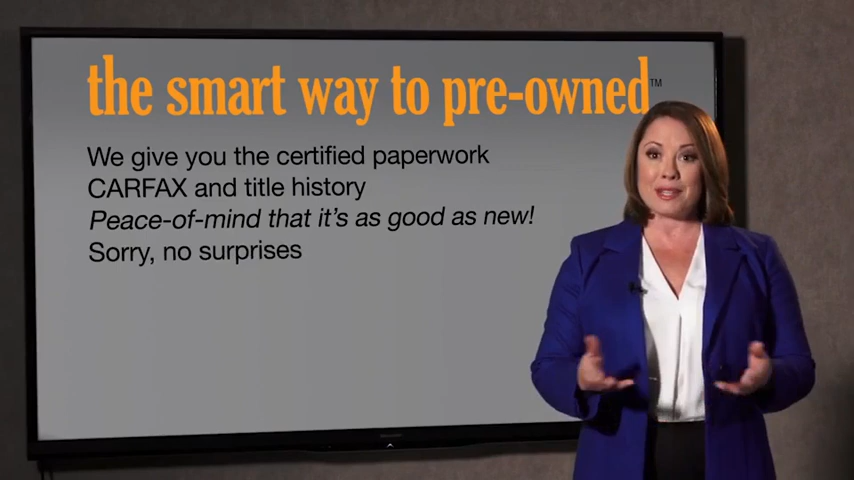 the smart way to pre-owned™
We give you the certified paperwork
CARFAX and title history
Peace-of-mind that it's as good as new!
Sorry, no surprises